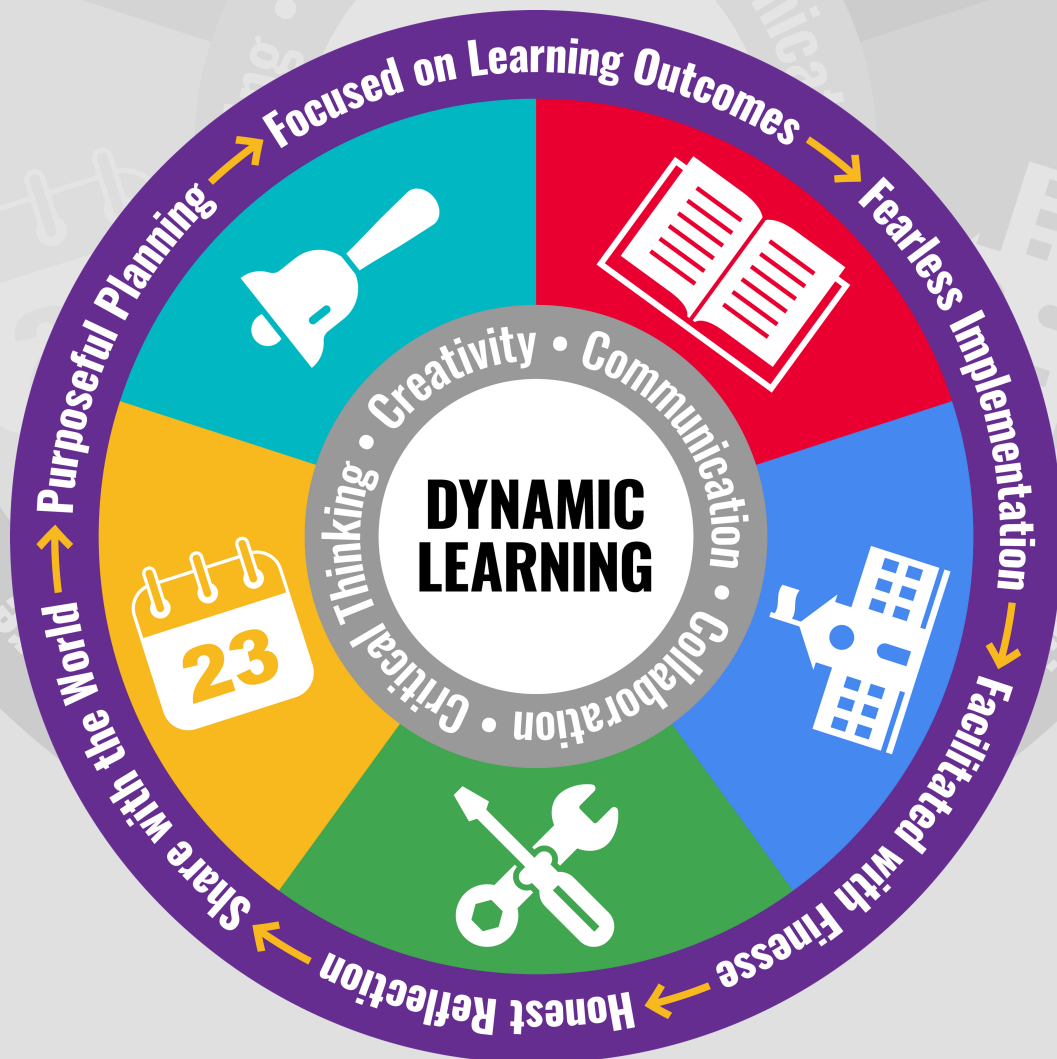 Focused on Learning Outcomes
Fearless Implementation
Facilitated with Finesse
Honest Reflection
Share with the World
Purposeful Planning
Creativity • Communication • Collaboration • Critical Thinking •
DYNAMIC
LEARNING
23